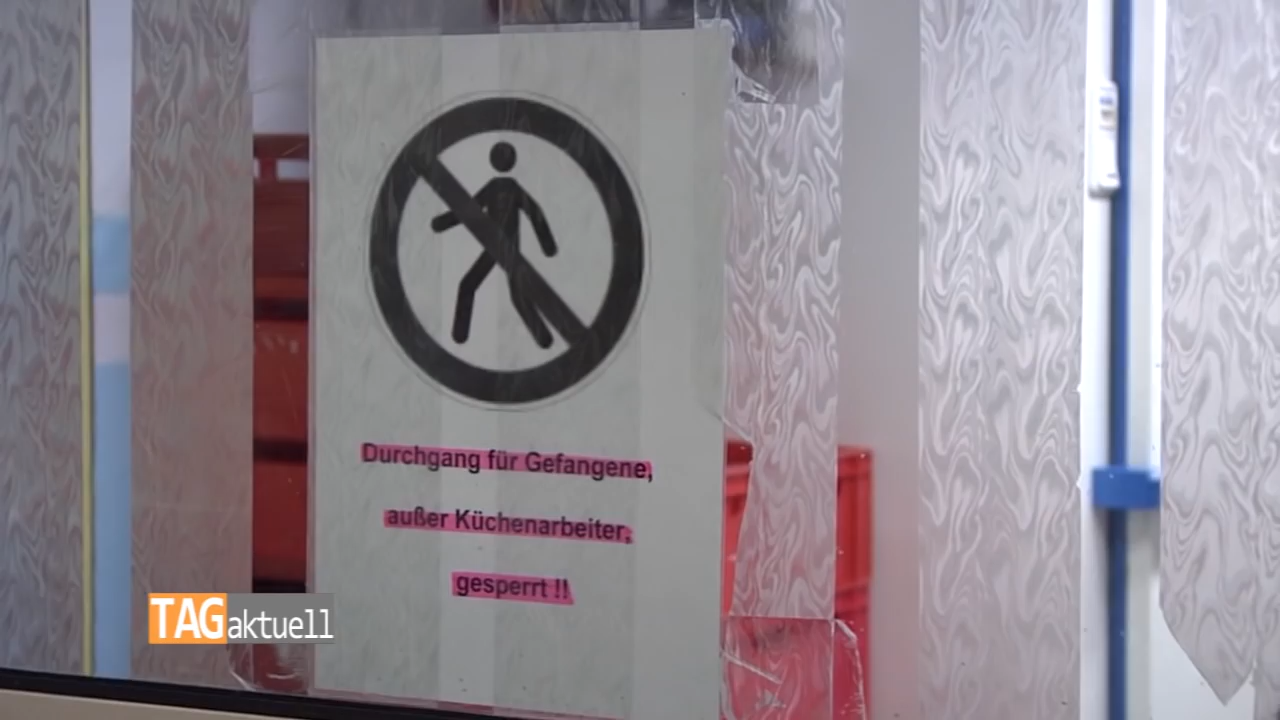 Durchgang für Gefangene,
außer Küchenarbeiter,
gesperrt !!
TAGaktuell